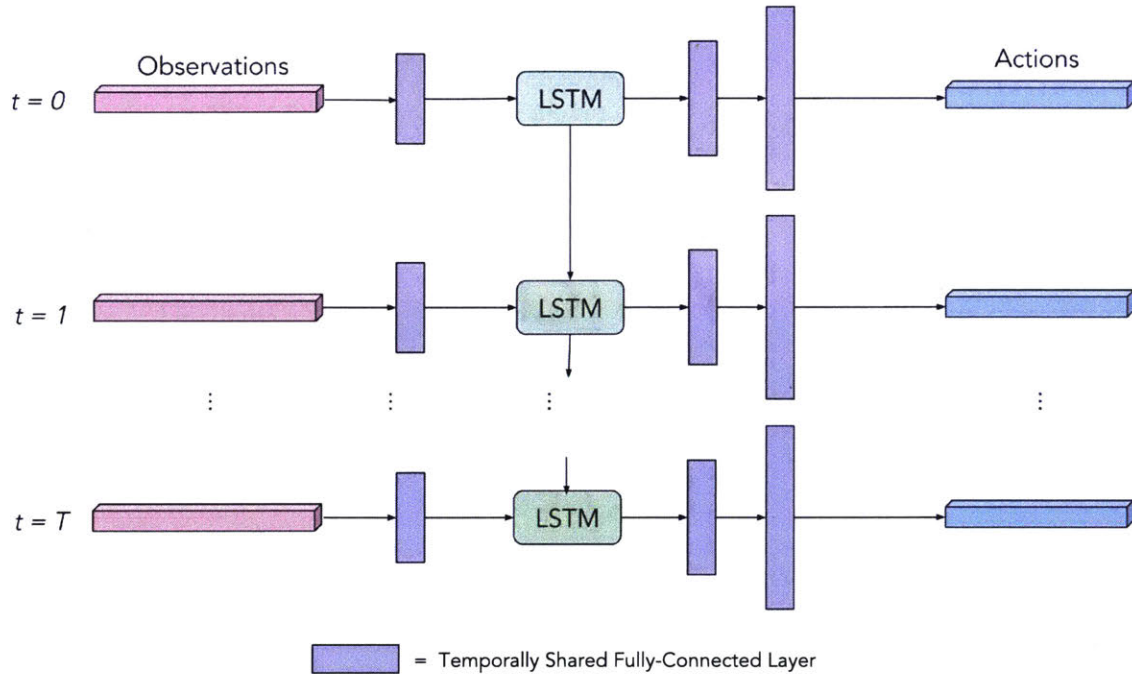 Observations
Actions
t = 0
LSTM
t = 1
LSTM
⋮ ⋮ ⋮ ⋮
t = T
LSTM
= Temporally Shared Fully-Connected Layer